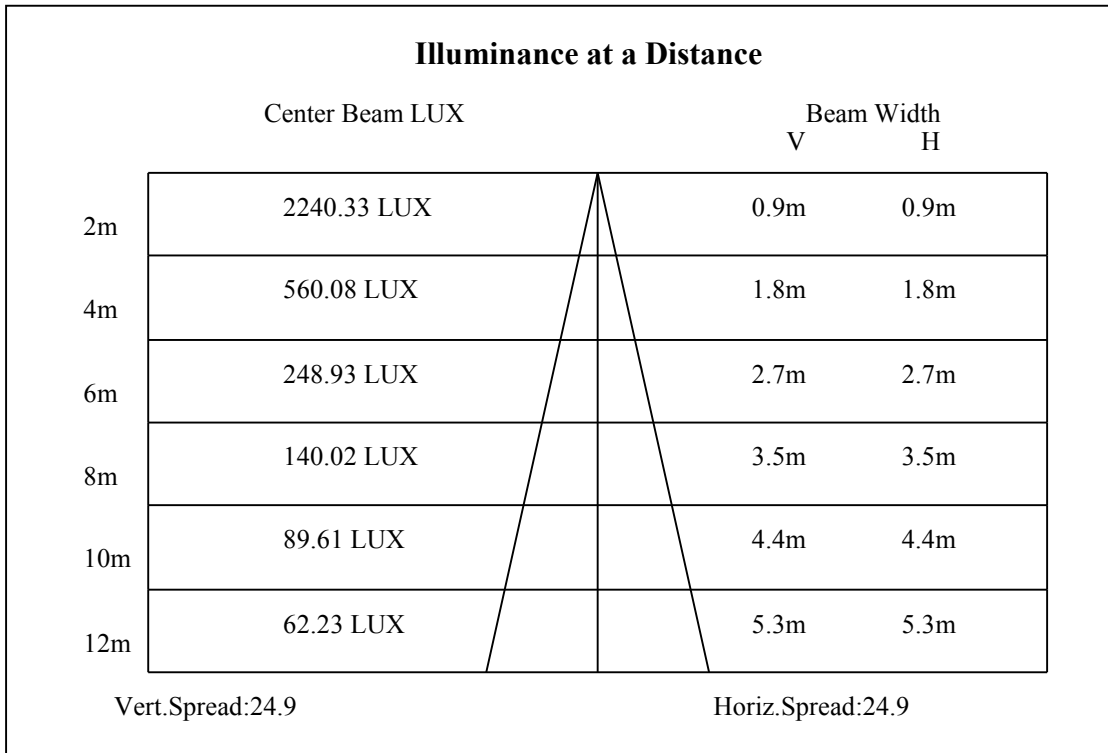 Illuminance at a Distance
Center Beam LUX Beam Width
V H
2m 2240.33 LUX 0.9m 0.9m
4m 560.08 LUX 1.8m 1.8m
6m 248.93 LUX 2.7m 2.7m
8m 140.02 LUX 3.5m 3.5m
10m 89.61 LUX 4.4m 4.4m
12m 62.23 LUX 5.3m 5.3m
Vert.Spread:24.9 Horiz.Spread:24.9